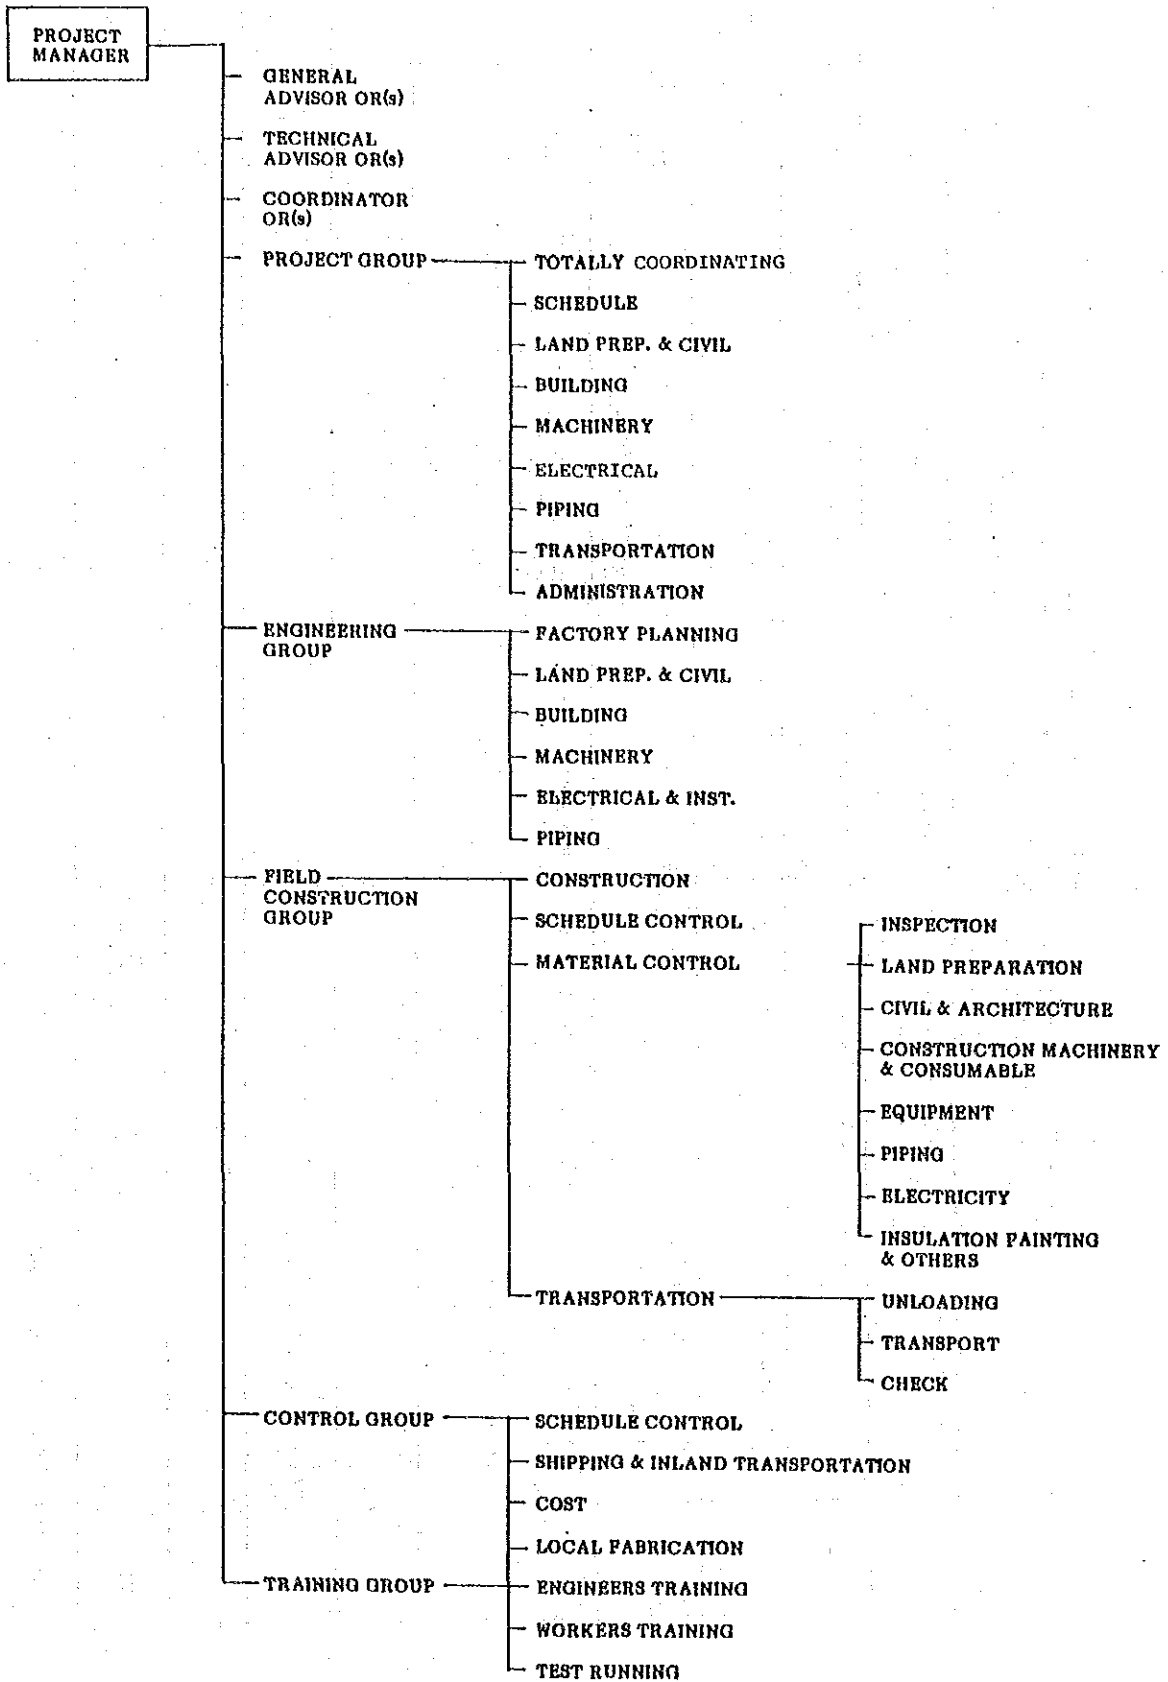 PROJECT
MANAGER
GENERAL
ADVISOR OR(s)
TECHNICAL
ADVISOR OR(s)
COORDINATOR
OR(s)
PROJECT GROUP
TOTALLY COORDINATING
SCHEDULE
LAND PREP. & CIVIL
BUILDING
MACHINERY
ELECTRICAL
PIPING
TRANSPORTATION
ADMINISTRATION
ENGINEERING
GROUP
FACTORY PLANNING
LAND PREP. & CIVIL
BUILDING
MACHINERY
ELECTRICAL & INST.
PIPING
FIELD
CONSTRUCTION
GROUP
CONSTRUCTION
SCHEDULE CONTROL
MATERIAL CONTROL
INSPECTION
LAND PREPARATION
CIVIL & ARCHITECTURE
CONSTRUCTION MACHINERY
& CONSUMABLE
EQUIPMENT
PIPING
ELECTRICITY
INSULATION PAINTING
& OTHERS
TRANSPORTATION
UNLOADING
TRANSPORT
CHECK
CONTROL GROUP
SCHEDULE CONTROL
SHIPPING & INLAND TRANSPORTATION
COST
LOCAL FABRICATION
TRAINING GROUP
ENGINEERS TRAINING
WORKERS TRAINING
TEST RUNNING